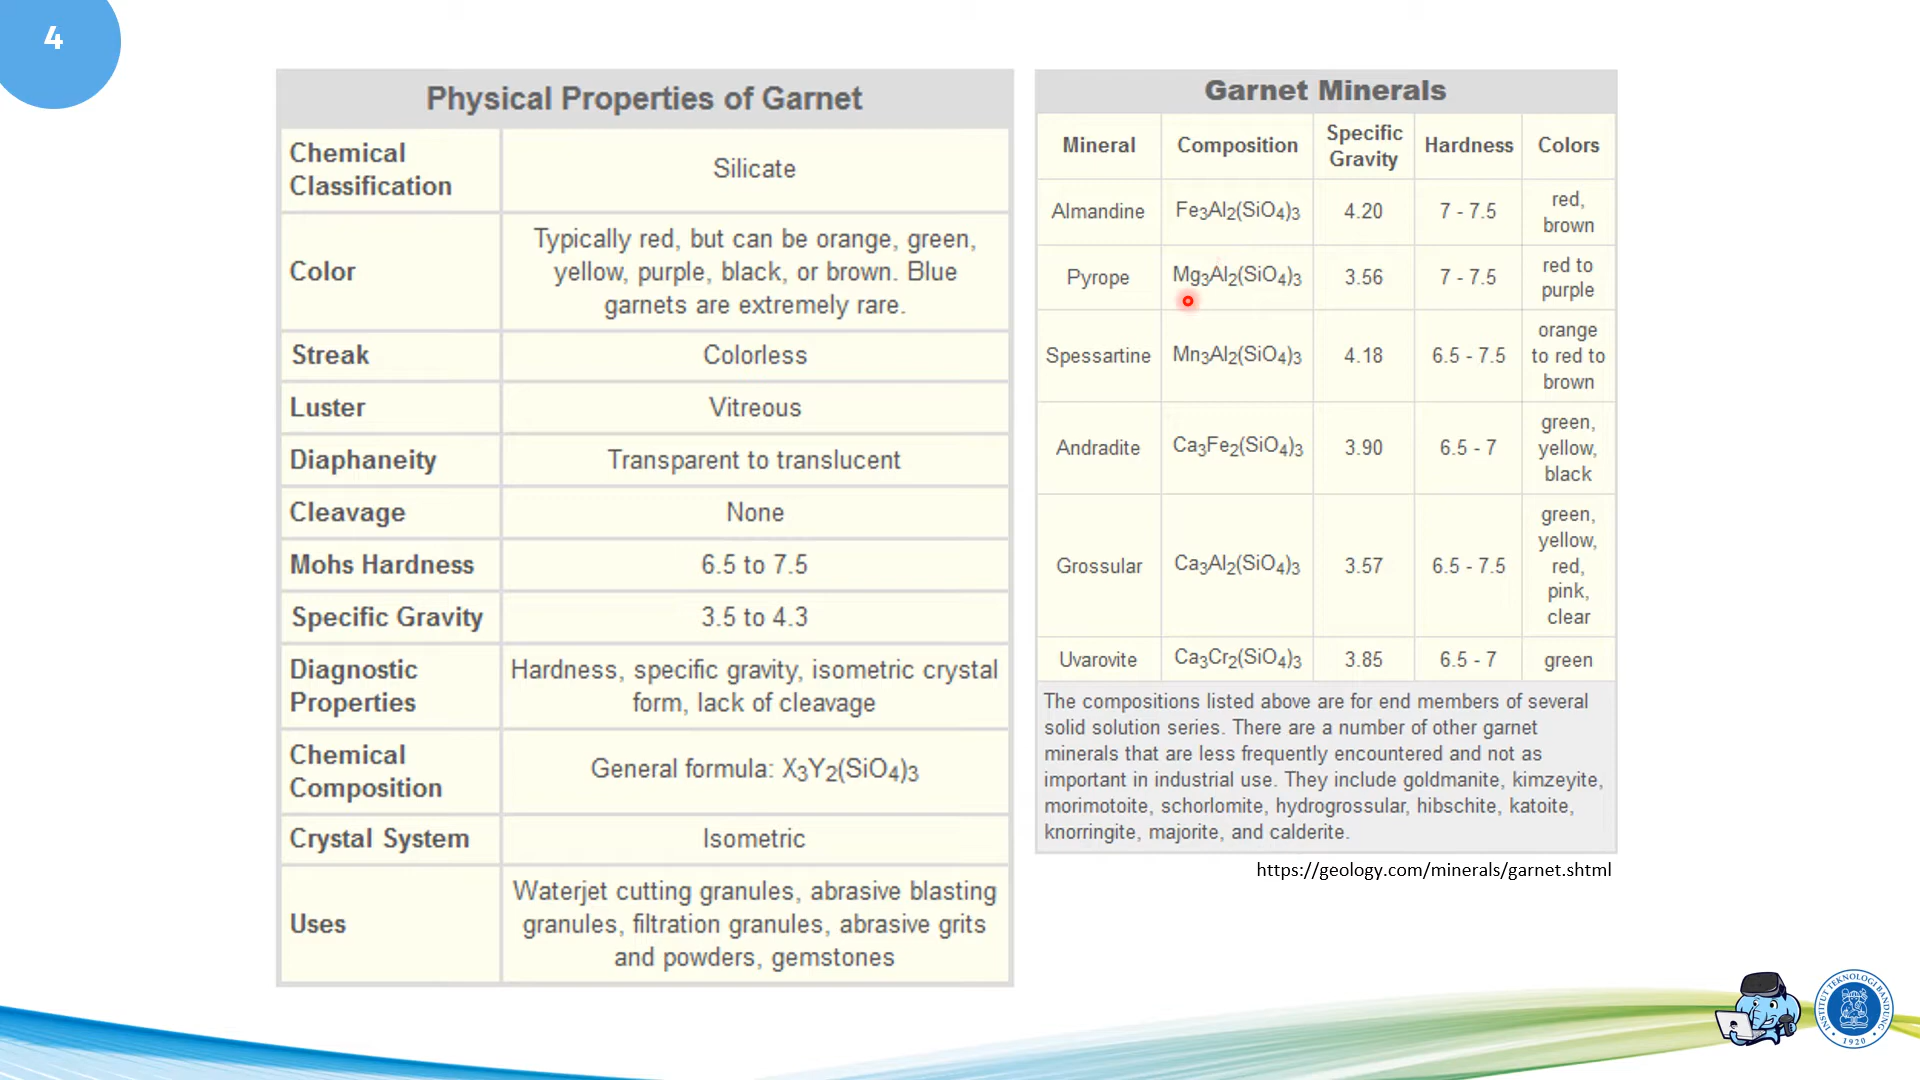 4
Physical Properties of Garnet
Chemical
Classification
Silicate
Color
Typically red, but can be orange, green,
yellow, purple, black, or brown. Blue
garnets are extremely rare.
Streak
Colorless
Luster
Vitreous
Diaphaneity
Transparent to translucent
Cleavage
None
Mohs Hardness
6.5 to 7.5
Specific Gravity
3.5 to 4.3
Diagnostic
Properties
Hardness, specific gravity, isometric crystal
form, lack of cleavage
Chemical
Composition
General formula: X₃Y₂(SiO₄)₃
Crystal System
Isometric
Uses
Waterjet cutting granules, abrasive blasting
granules, filtration granules, abrasive grits
and powders, gemstones
Garnet Minerals
Mineral Composition Specific Gravity Hardness Colors
Almandine Fe₃Al₂(SiO₄)₃ 4.20 7 - 7.5 red, brown
Pyrope Mg₃Al₂(SiO₄)₃ 3.56 7 - 7.5 red to purple
Spessartine Mn₃Al₂(SiO₄)₃ 4.18 6.5 - 7.5 orange to red to brown
Andradite Ca₃Fe₂(SiO₄)₃ 3.90 6.5 - 7 green, yellow, black
Grossular Ca₃Al₂(SiO₄)₃ 3.57 6.5 - 7.5 green, yellow, red, pink, clear
Uvarovite Ca₃Cr₂(SiO₄)₃ 3.85 6.5 - 7 green
The compositions listed above are for end members of several
solid solution series. There are a number of other garnet
minerals that are less frequently encountered and not as
important in industrial use. They include goldmanite, kimzeyite,
morimotoite, schorlomite, hydrogrossular, hibschite, katoite,
knorringite, majorite, and calderite.
https://geology.com/minerals/garnet.shtml
INSTITUT TEKNOLOGI BANDUNG
1920